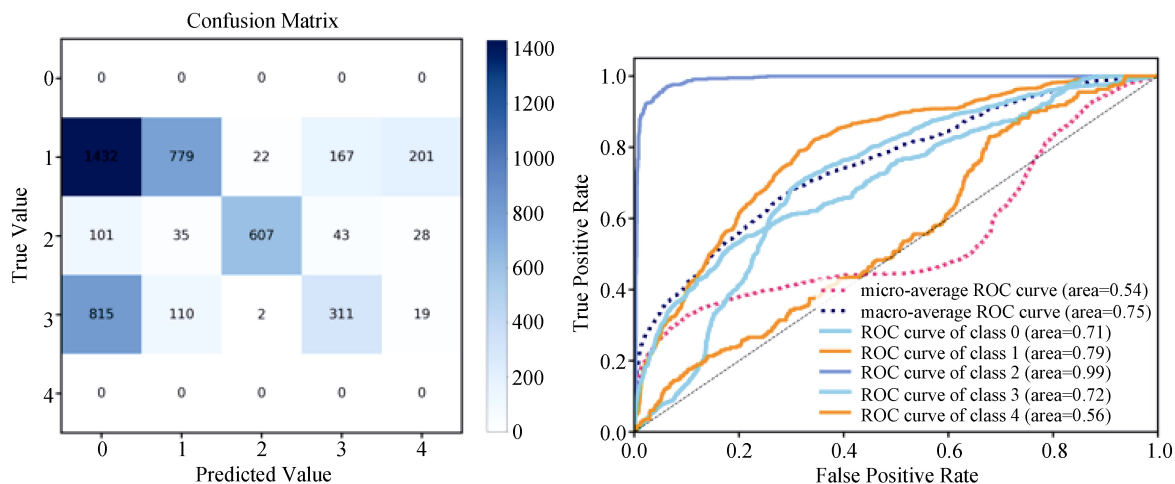 Confusion Matrix
True Value
0 0 0 0 0 0
1 1432 779 22 167 201
2 101 35 607 43 28
3 815 110 2 311 19
4 0 0 0 0 0
0 1 2 3 4
Predicted Value
1400
1200
1000
800
600
400
200
0
True Positive Rate
1.0
0.8
0.6
0.4
0.2
0.0
micro-average ROC curve (area=0.54)
macro-average ROC curve (area=0.75)
ROC curve of class 0 (area=0.71)
ROC curve of class 1 (area=0.79)
ROC curve of class 2 (area=0.99)
ROC curve of class 3 (area=0.72)
ROC curve of class 4 (area=0.56)
0.0 0.2 0.4 0.6 0.8 1.0
False Positive Rate